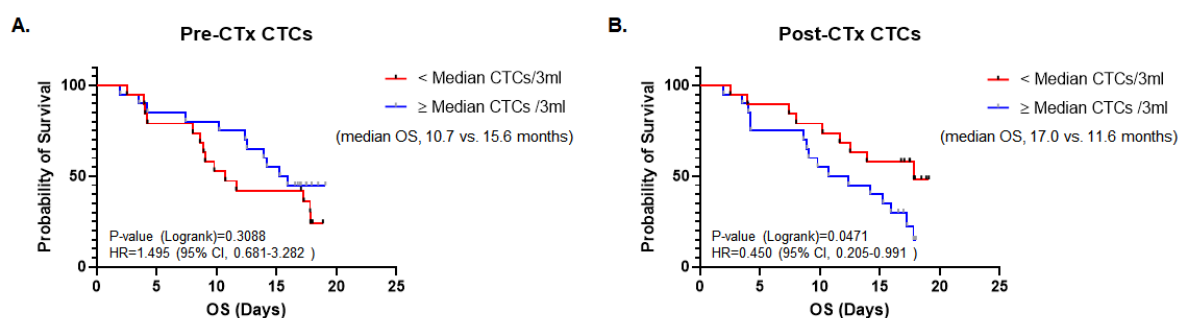 A.
Pre-CTx CTCs
< Median CTCs/3ml
≥ Median CTCs /3ml
(median OS, 10.7 vs. 15.6 months)
Probability of Survival
100
50
0
P-value (Logrank)=0.3088
HR=1.495 (95% CI, 0.681-3.282 )
0 5 10 15 20 25
OS (Days)
B.
Post-CTx CTCs
< Median CTCs/3ml
≥ Median CTCs /3ml
(median OS, 17.0 vs. 11.6 months)
Probability of Survival
100
50
0
P-value (Logrank)=0.0471
HR=0.450 (95% CI, 0.205-0.991 )
0 5 10 15 20 25
OS (Days)